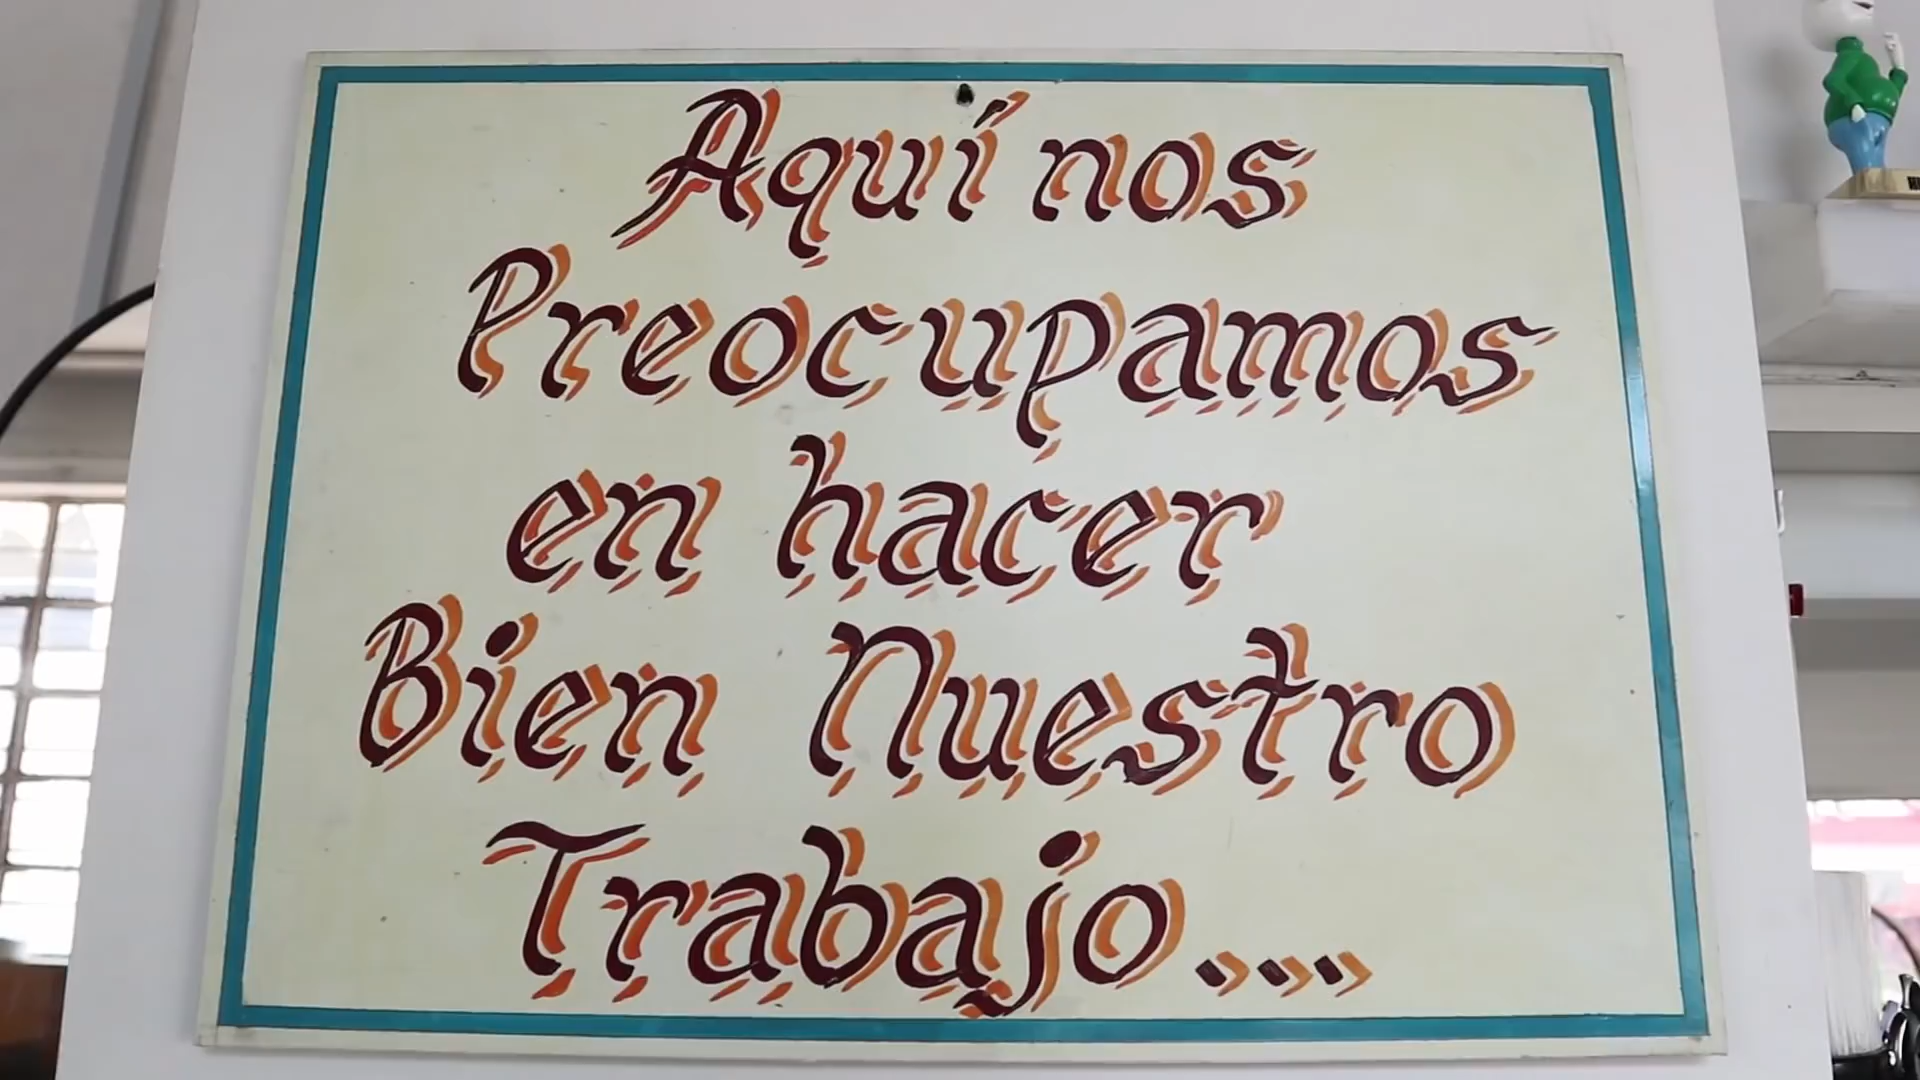 Aquí nos
Preocupamos
en hacer
Bien Nuestro
Trabajo...